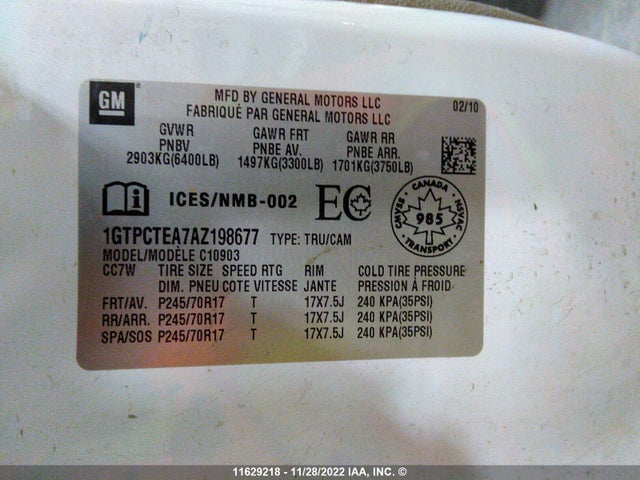 GM
MFD BY GENERAL MOTORS LLC 02/10
FABRIQUÉ PAR GENERAL MOTORS LLC
GVWR GAWR FRT GAWR RR
PNBV PNBE AV. PNBE ARR.
2903KG(6400LB) 1497KG(3300LB) 1701KG(3750LB)
i ICES/NMB-002 EC CANADA CMVSS 985 NSVAC TRANSPORT
1GTPCTEA7AZ198677 TYPE: TRU/CAM
MODEL/MODÈLE C10903
CC7W TIRE SIZE SPEED RTG RIM COLD TIRE PRESSURE
DIM. PNEU COTE VITESSE JANTE PRESSION À FROID
FRT/AV. P245/70R17 T 17X7.5J 240 KPA(35PSI)
RR/ARR. P245/70R17 T 17X7.5J 240 KPA(35PSI)
SPA/SOS P245/70R17 T 17X7.5J 240 KPA(35PSI)
11629218 - 11/28/2022 IAA, INC. ©